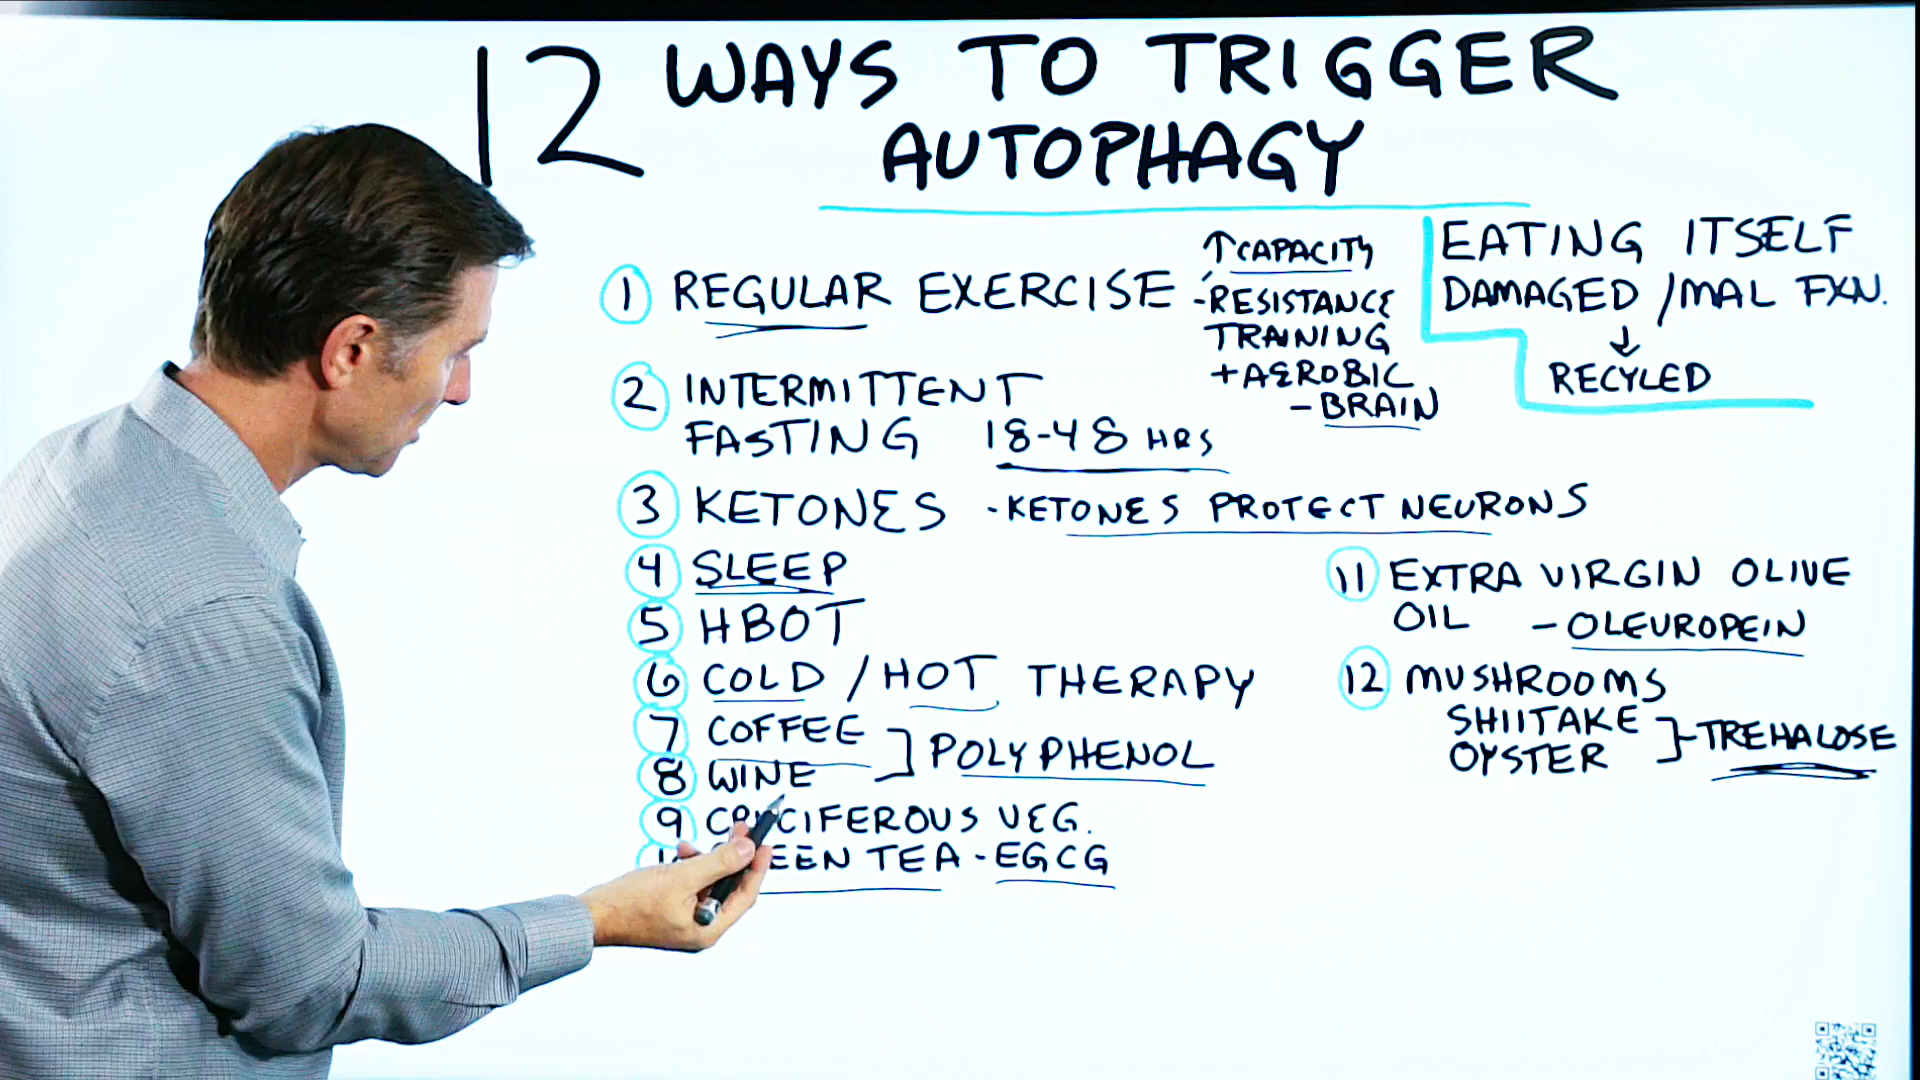 12 WAYS TO TRIGGER
AUTOPHAGY
EATING ITSELF
DAMAGED / MAL FXN.
↓
RECYLED
1 REGULAR EXERCISE
↑CAPACITY
-RESISTANCE
TRAINING
+AEROBIC
-BRAIN
2 INTERMITTENT
FASTING 18-48 HRS
3 KETONES - KETONES PROTECT NEURONS
4 SLEEP
5 HBOT
6 COLD / HOT THERAPY
7 COFFEE
8 WINE
] POLYPHENOL
9 CRUCIFEROUS VEG.
TEA - EGCG
11 EXTRA VIRGIN OLIVE
OIL - OLEUROPEIN
12 MUSHROOMS
SHIITAKE
OYSTER
}-TREHALOSE